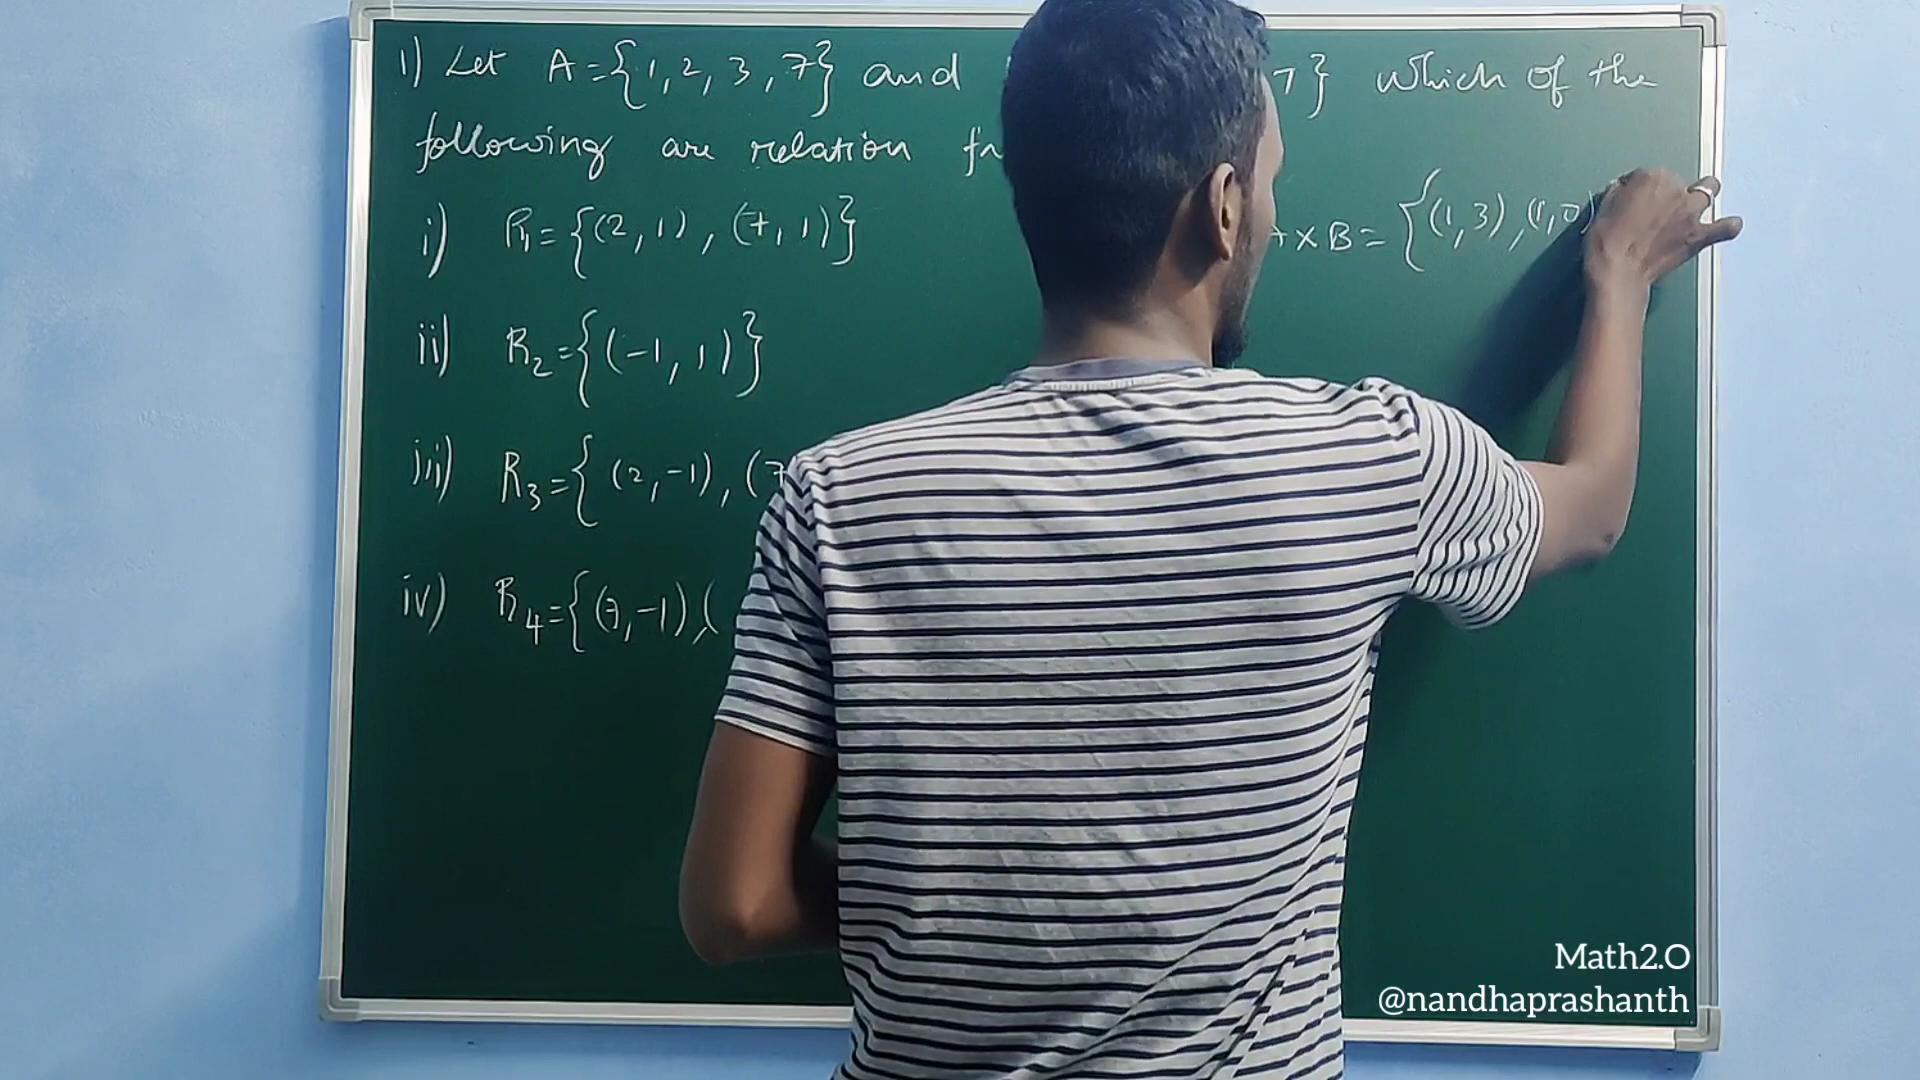 1) Let A={1,2,3,7} and 7} which of the
following are relation
i) R₁={(2,1),(7,1)}
×B={(1,3),(1,0)
ii) R₂={(-1,1)}
iii) R₃={(2,-1),(7
iv) R₄={(7,-1),(
Math2.O
@nandhaprashanth